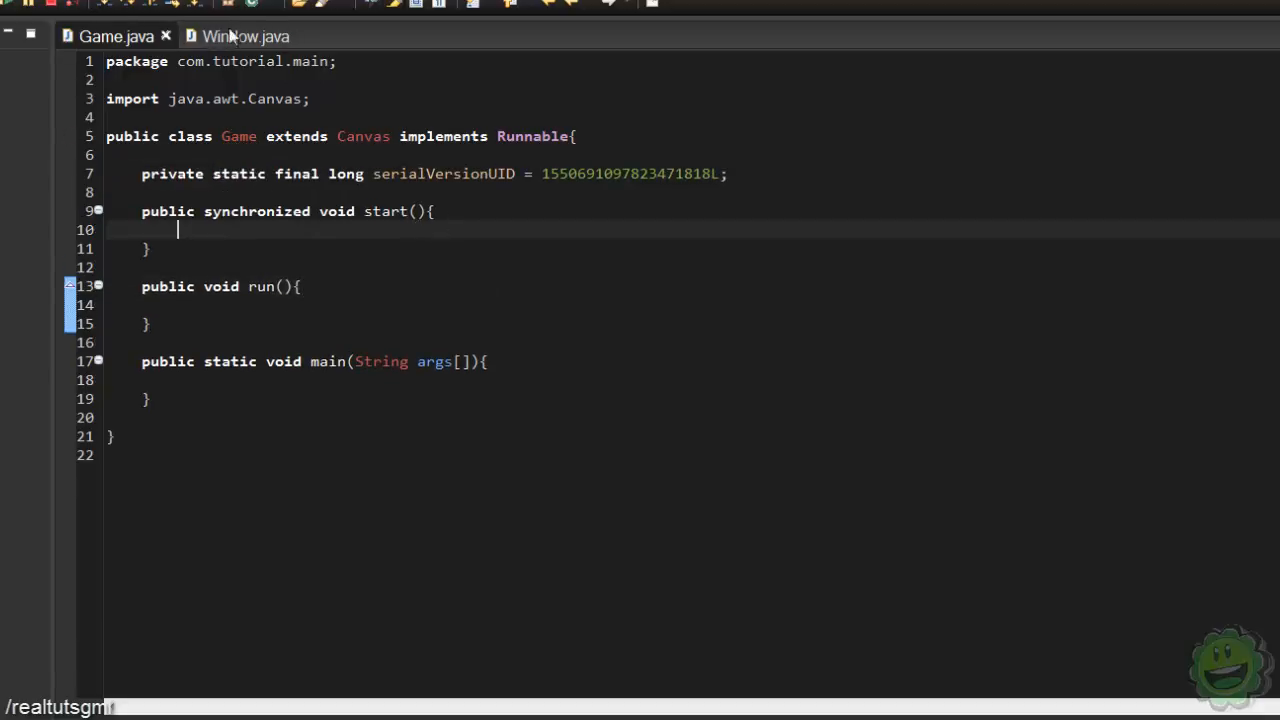 Game.java
Window.java
1 package com.tutorial.main;
2
3 import java.awt.Canvas;
4
5 public class Game extends Canvas implements Runnable{
6
7 private static final long serialVersionUID = 1550691097823471818L;
8
9 public synchronized void start(){
10
11 }
12
13 public void run(){
14
15 }
16
17 public static void main(String args[]){
18
19 }
20
21 }
22
/realtutsgm